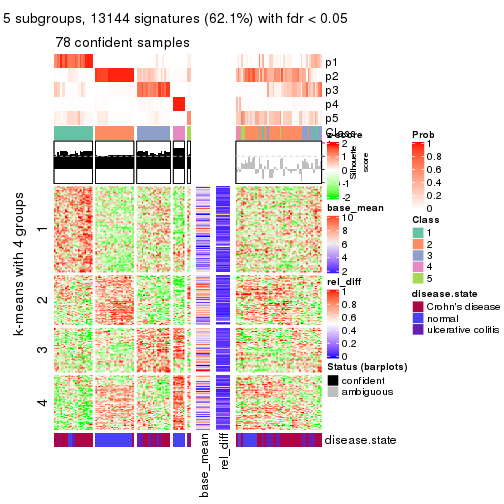 5 subgroups, 13144 signatures (62.1%) with fdr < 0.05
78 confident samples
p1
p2
p3
p4
p5
Class
z-score
2
1
0
-1
-2
Silhouette
score
1
2
3
4
k-means with 4 groups
base_mean
10
8
6
4
2
rel_diff
1
0.8
0.6
0.4
0.2
0
Status (barplots)
confident
ambiguous
Prob
1
0.8
0.6
0.4
0.2
0
Class
1
2
3
4
5
disease.state
Crohn's disease
normal
ulcerative colitis
disease.state
base_mean
rel_diff